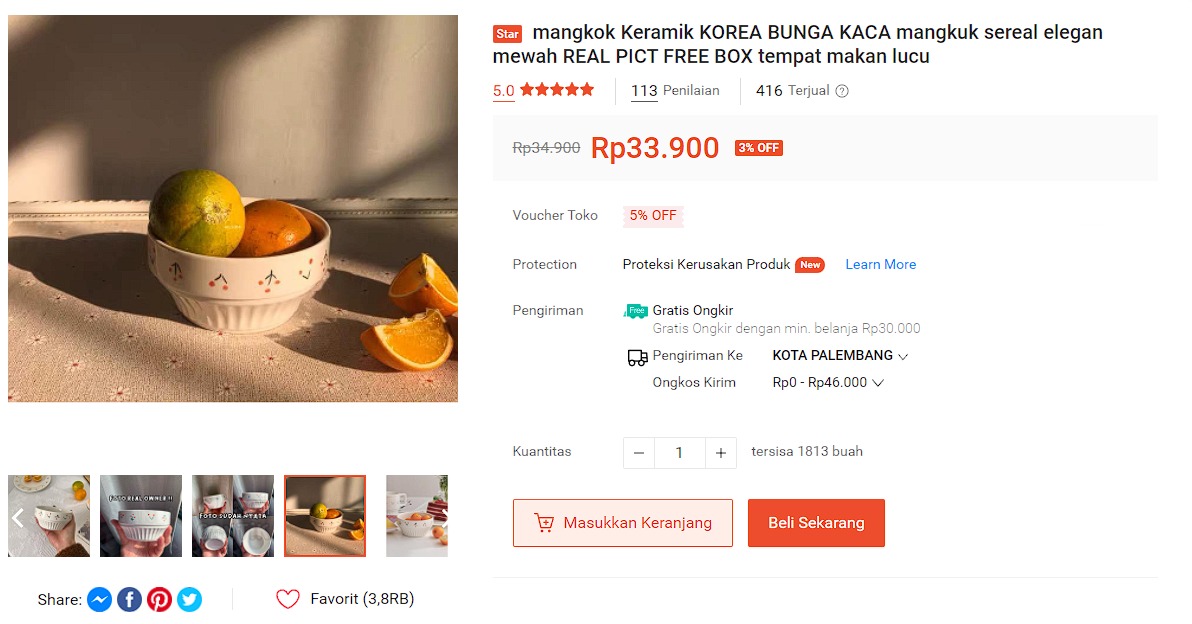 Star mangkok Keramik KOREA BUNGA KACA mangkuk sereal elegan
mewah REAL PICT FREE BOX tempat makan lucu
5.0
113 Penilaian
416 Terjual ?
Rp34.900 Rp33.900 3% OFF
Voucher Toko 5% OFF
Protection Proteksi Kerusakan Produk New Learn More
Pengiriman Free Gratis Ongkir
Gratis Ongkir dengan min. belanja Rp30.000
Pengiriman Ke KOTA PALEMBANG
Ongkos Kirim Rp0 - Rp46.000
Kuantitas − 1 + tersisa 1813 buah
Masukkan Keranjang
Beli Sekarang
FOTO REAL OWNER !!
FOTO SUDAH NYATA
Share:
Favorit (3,8RB)